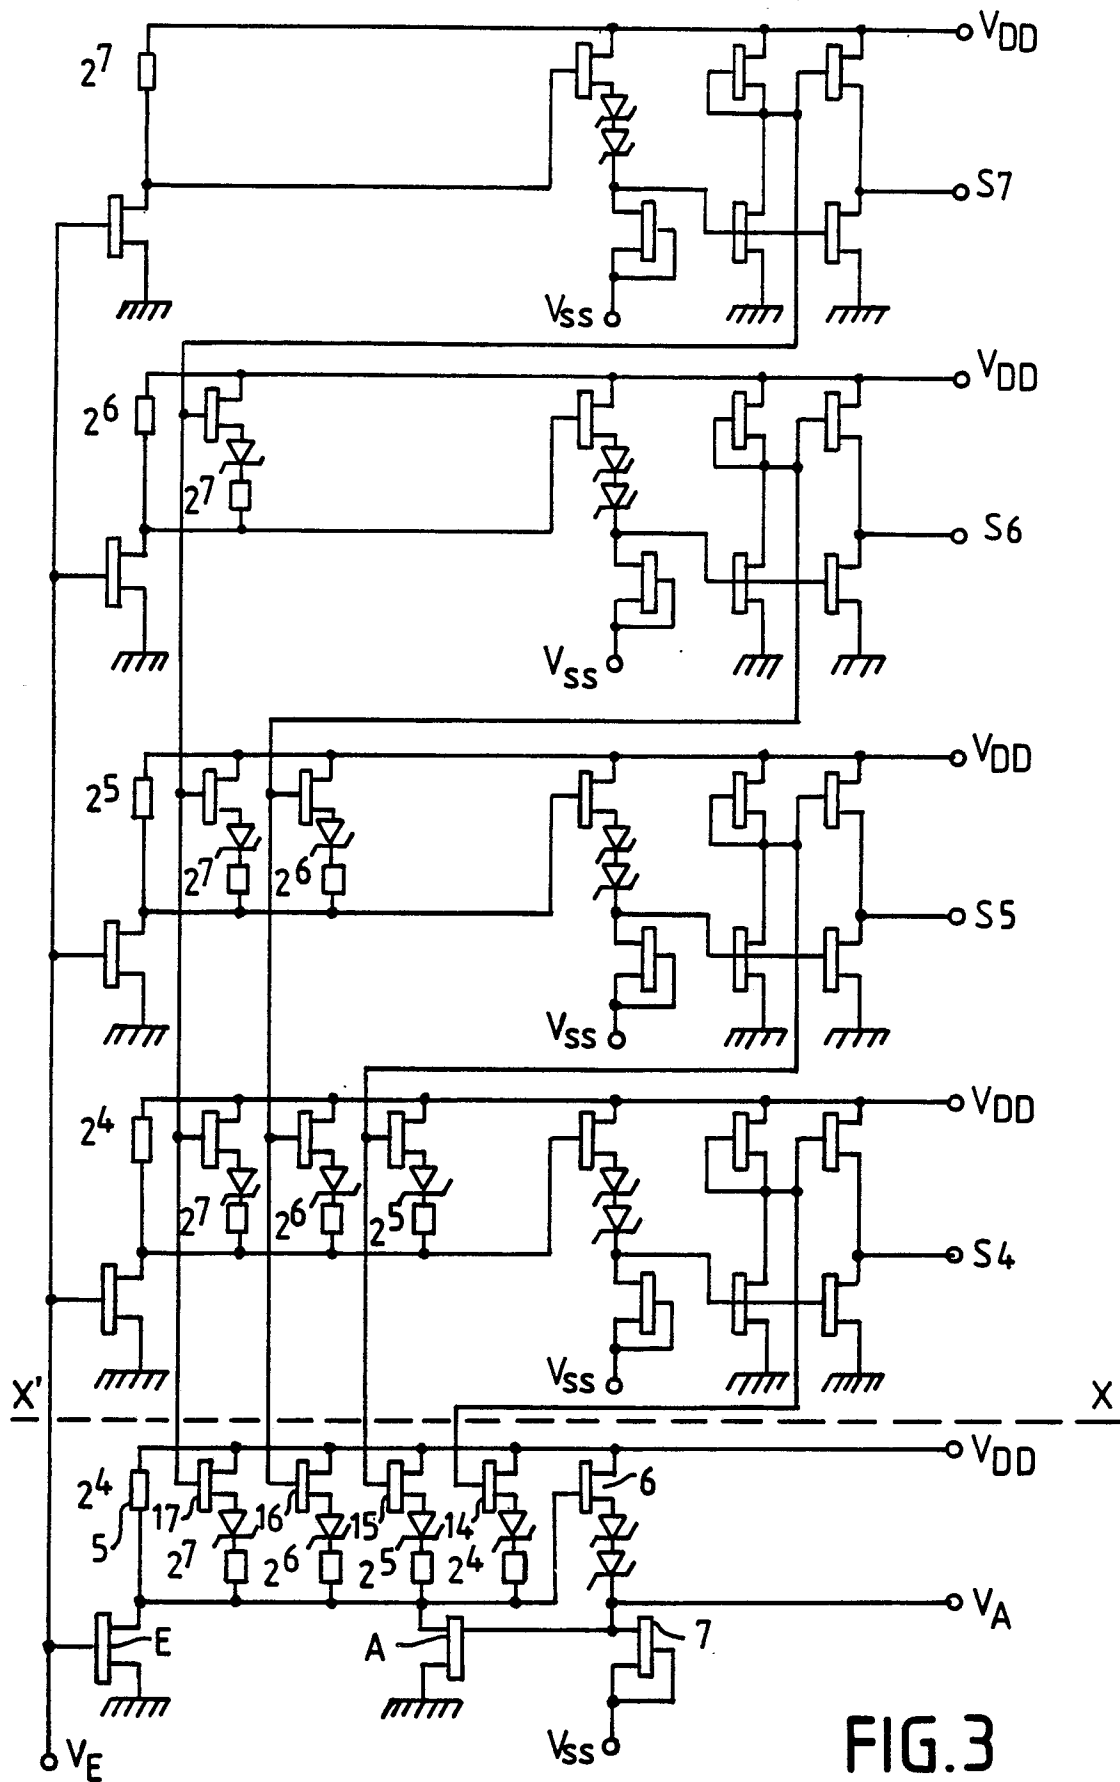 V_DD
2^7
S7
V_SS
V_DD
2^6
2^7
S6
V_SS
V_DD
2^5
2^7
2^6
S5
V_SS
V_DD
2^4
2^7
2^6
2^5
S4
V_SS
X' X
V_DD
2^4
6
5 17 16 15 14
2^7 2^6 2^5 2^4
V_A
E A 7
V_SS
V_E
FIG.3